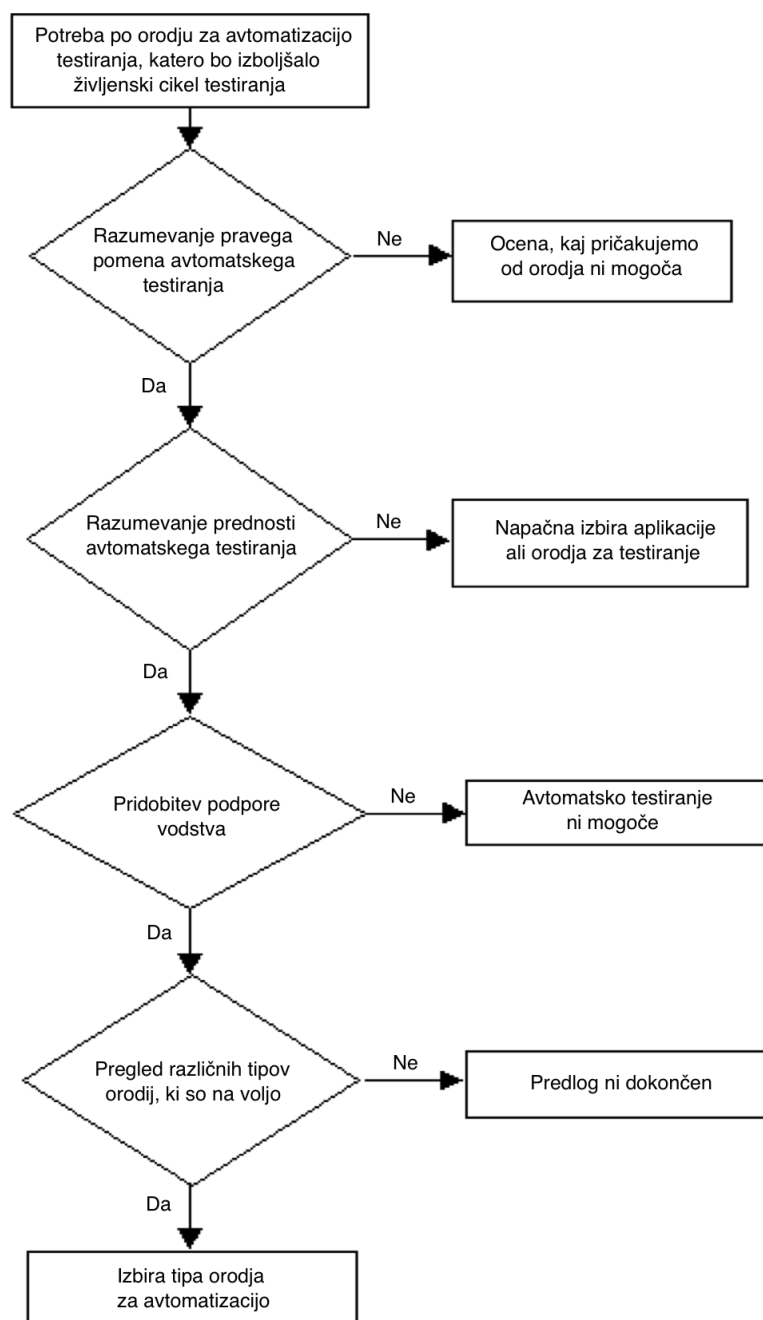 Potreba po orodju za avtomatizacijo
testiranja, katero bo izboljšalo
življenski cikel testiranja
Razumevanje pravega
pomena avtomatskega
testiranja
Ne
Ocena, kaj pričakujemo
od orodja ni mogoča
Da
Razumevanje prednosti
avtomatskega testiranja
Ne
Napačna izbira aplikacije
ali orodja za testiranje
Da
Pridobitev podpore
vodstva
Ne
Avtomatsko testiranje
ni mogoče
Da
Pregled različnih tipov
orodij, ki so na voljo
Ne
Predlog ni dokončen
Da
Izbira tipa orodja
za avtomatizacijo